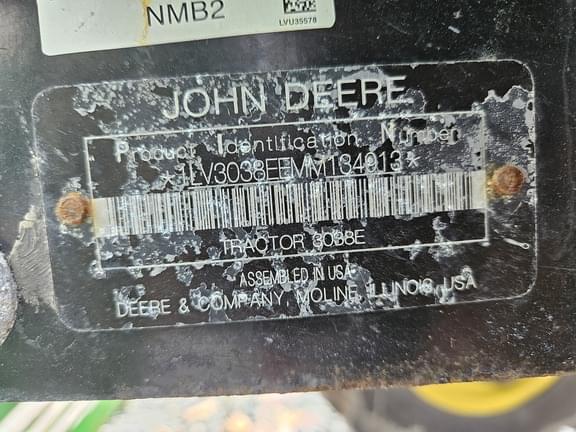 NMB2
LVU35578
JOHN DEERE
Product Identification Number
*1LV3038EEMM134913*
TRACTOR 3038E
ASSEMBLED IN USA
DEERE & COMPANY MOLINE, ILLINOIS, USA